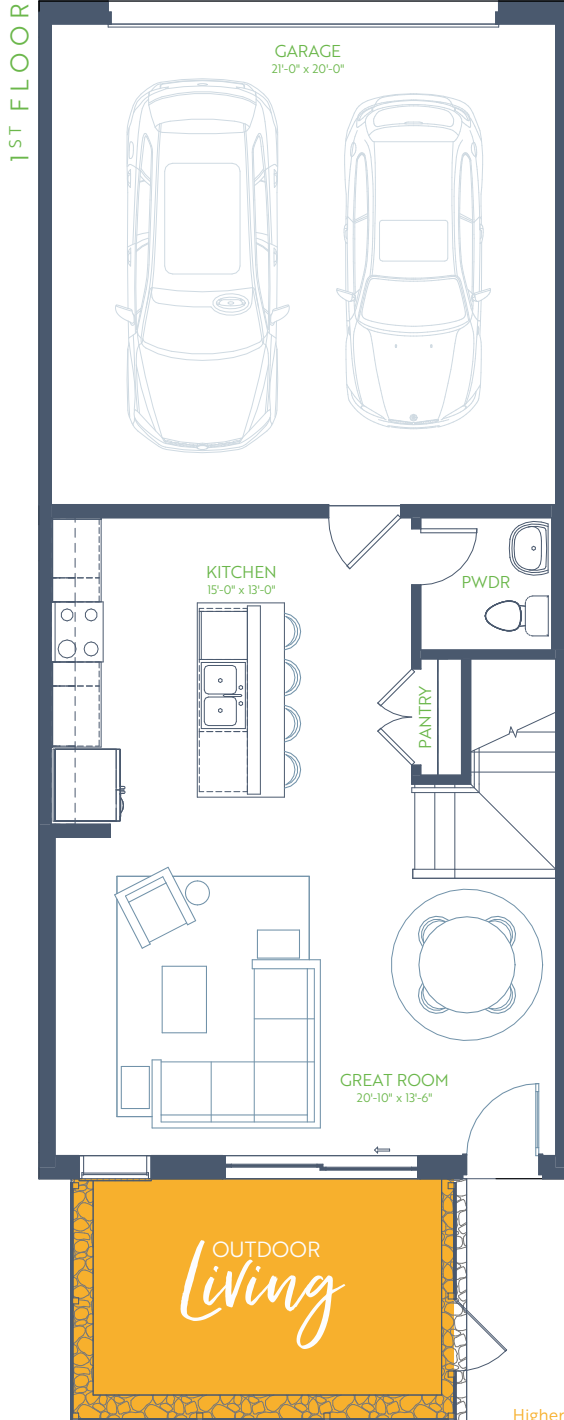 1ST FLOOR
GARAGE
21'-0" x 20'-0"
KITCHEN
15'-0" x 13'-0"
PWDR
PANTRY
GREAT ROOM
20'-10" x 13'-6"
OUTDOOR
Living
Higher